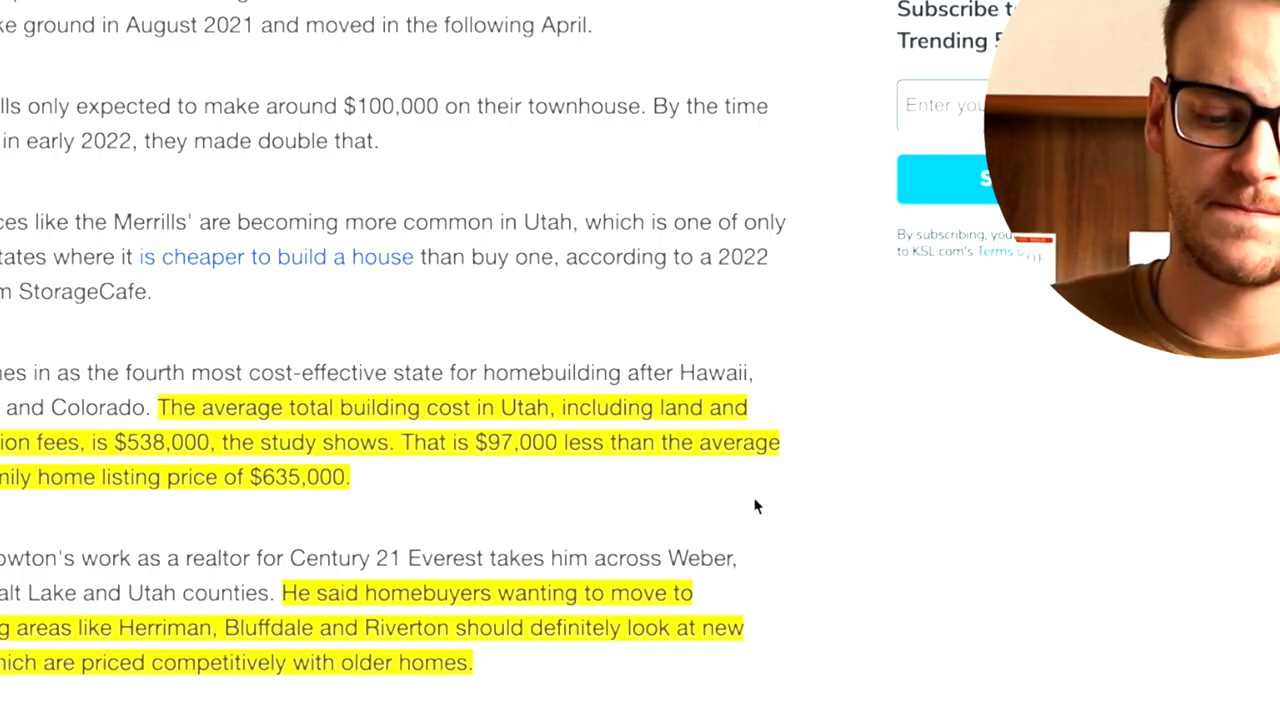 ke ground in August 2021 and moved in the following April.
lls only expected to make around $100,000 on their townhouse. By the time
in early 2022, they made double that.
ces like the Merrills' are becoming more common in Utah, which is one of only
tates where it is cheaper to build a house than buy one, according to a 2022
m StorageCafe.
nes in as the fourth most cost-effective state for homebuilding after Hawaii,
and Colorado. The average total building cost in Utah, including land and
ion fees, is $538,000, the study shows. That is $97,000 less than the average
mily home listing price of $635,000.
owton's work as a realtor for Century 21 Everest takes him across Weber,
alt Lake and Utah counties. He said homebuyers wanting to move to
g areas like Herriman, Bluffdale and Riverton should definitely look at new
hich are priced competitively with older homes.
Subscribe t
Trending 5
Enter you
S
By subscribing, you
to KSL.com's Terms